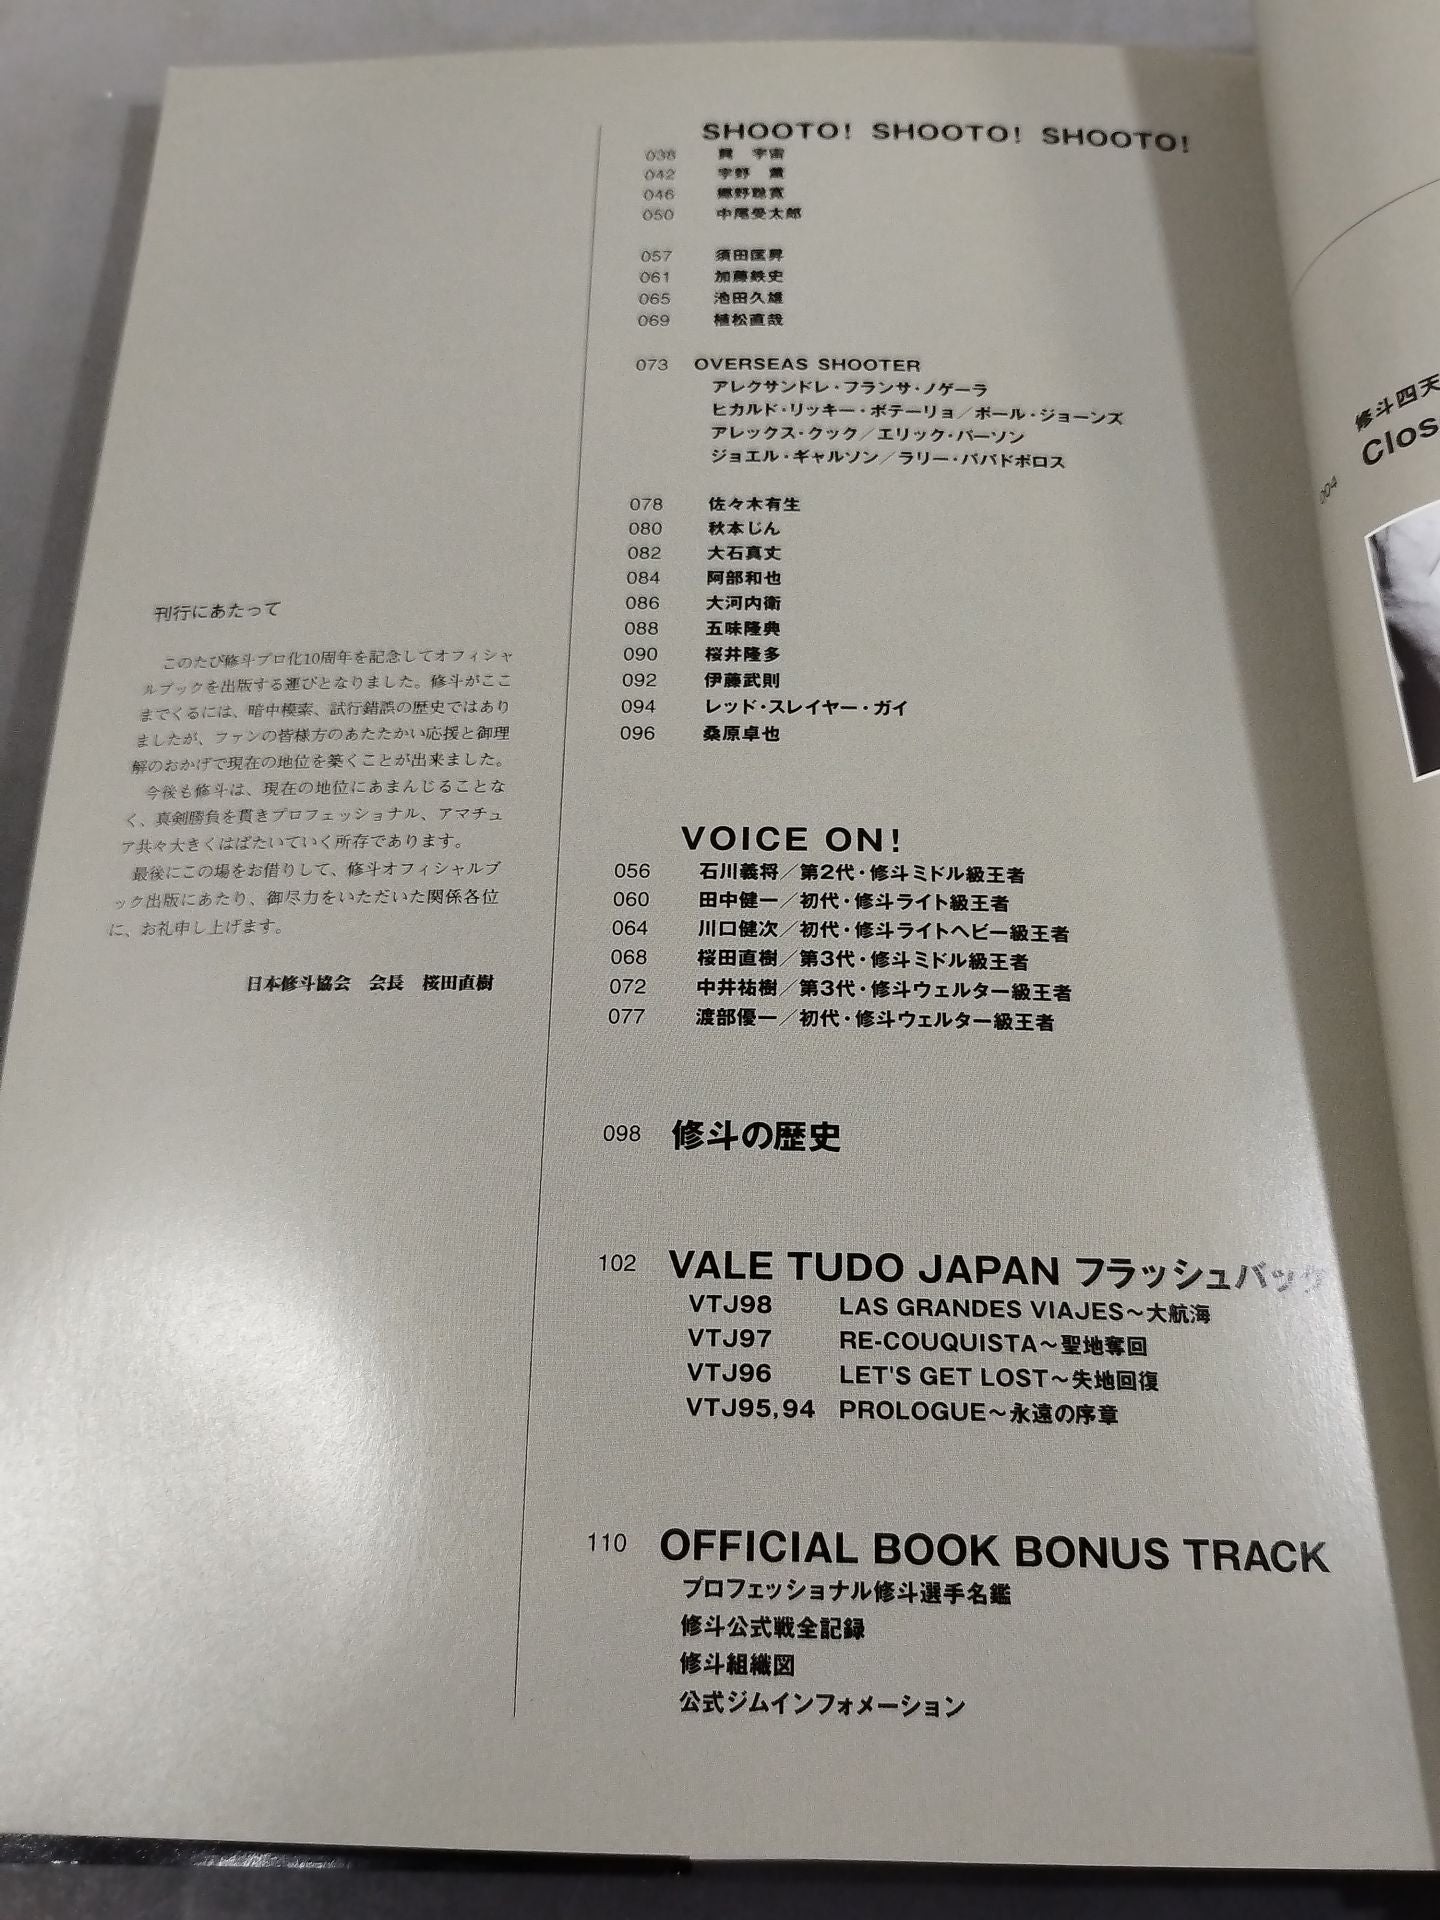 刊行にあたって
このたび修斗プロ化10周年を記念してオフィシャ
ルブックを出版する運びとなりました。修斗がここ
までくるには、暗中模索、試行錯誤の歴史ではあり
ましたが、ファンの皆様方のあたたかい応援と御理
解のおかげで現在の地位を築くことが出来ました。
今後も修斗は、現在の地位にあまんじることな
く、真剣勝負を貫きプロフェッショナル、アマチュ
ア共々大きくはばたいていく所存であります。
最後にこの場をお借りして、修斗オフィシャルブ
ック出版にあたり、御尽力をいただいた関係各位
に、お礼申し上げます。
日本修斗協会 会長 桜田直樹
SHOOTO! SHOOTO! SHOOTO!
038 巽 宇宙
042 宇野 薫
046 郷野聡寛
050 中尾受太郎
057 須田匡昇
061 加藤鉄史
065 池田久雄
069 植松直哉
073 OVERSEAS SHOOTER
アレクサンドレ・フランサ・ノゲーラ
ヒカルド・リッキー・ボテーリョ／ポール・ジョーンズ
アレックス・クック／エリック・パーソン
ジョエル・ギャルソン／ラリー・パパドポロス
078 佐々木有生
080 秋本じん
082 大石真丈
084 阿部和也
086 大河内衛
088 五味隆典
090 桜井隆多
092 伊藤武則
094 レッド・スレイヤー・ガイ
096 桑原卓也
VOICE ON!
056 石川義将／第2代・修斗ミドル級王者
060 田中健一／初代・修斗ライト級王者
064 川口健次／初代・修斗ライトヘビー級王者
068 桜田直樹／第3代・修斗ミドル級王者
072 中井祐樹／第3代・修斗ウェルター級王者
077 渡部優一／初代・修斗ウェルター級王者
098 修斗の歴史
102 VALE TUDO JAPAN フラッシュバック
VTJ98 LAS GRANDES VIAJES～大航海
VTJ97 RE-COUQUISTA～聖地奪回
VTJ96 LET'S GET LOST～失地回復
VTJ95,94 PROLOGUE～永遠の序章
110 OFFICIAL BOOK BONUS TRACK
プロフェッショナル修斗選手名鑑
修斗公式戦全記録
修斗組織図
公式ジムインフォメーション
修斗四天
004 Clos